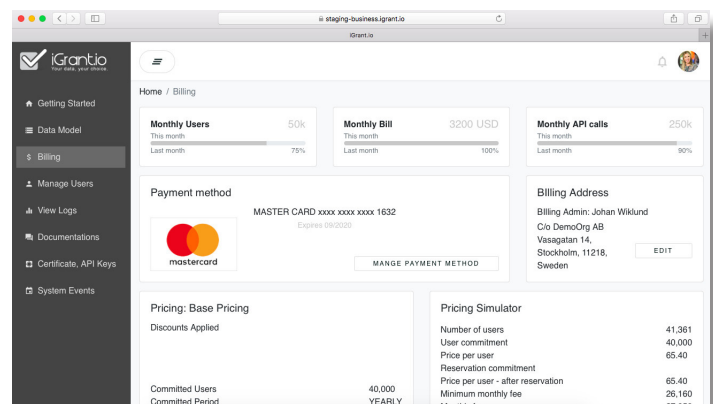 staging-business.igrant.io
iGrant.io
iGrant.io
Your data, your choice.
Getting Started
Data Model
$ Billing
Manage Users
View Logs
Documentations
Certificate, API Keys
System Events
Home / Billing
Monthly Users 50k
This month
Last month 75%
Monthly Bill 3200 USD
This month
Last month 100%
Monthly API calls 250k
This month
Last month 90%
Payment method
MASTER CARD xxxx xxxx xxxx 1632
Expires 09/2020
mastercard
MANGE PAYMENT METHOD
BIlling Address
BIlling Admin: Johan Wiklund
C/o DemoOrg AB
Vasagatan 14,
Stockholm, 11218,
Sweden
EDIT
Pricing: Base Pricing
Discounts Applied
Committed Users 40,000
Committed Period YEARLY
Pricing Simulator
Number of users 41,361
User commitment 40,000
Price per user 65.40
Reservation commitment
Price per user - after reservation 65.40
Minimum monthly fee 26,160